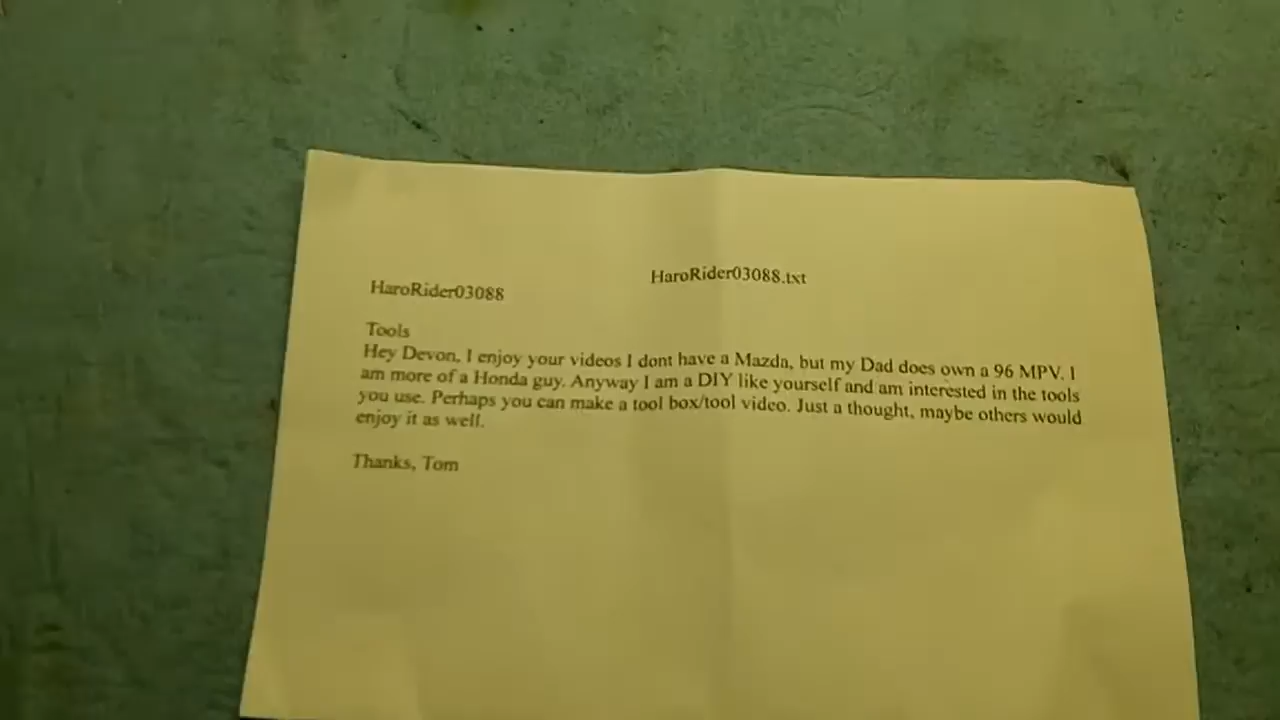 HaroRider03088.txt
HaroRider03088
Tools
Hey Devon, I enjoy your videos I dont have a Mazda, but my Dad does own a 96 MPV. I
am more of a Honda guy. Anyway I am a DIY like yourself and am interested in the tools
you use. Perhaps you can make a tool box/tool video. Just a thought, maybe others would
enjoy it as well.
Thanks, Tom